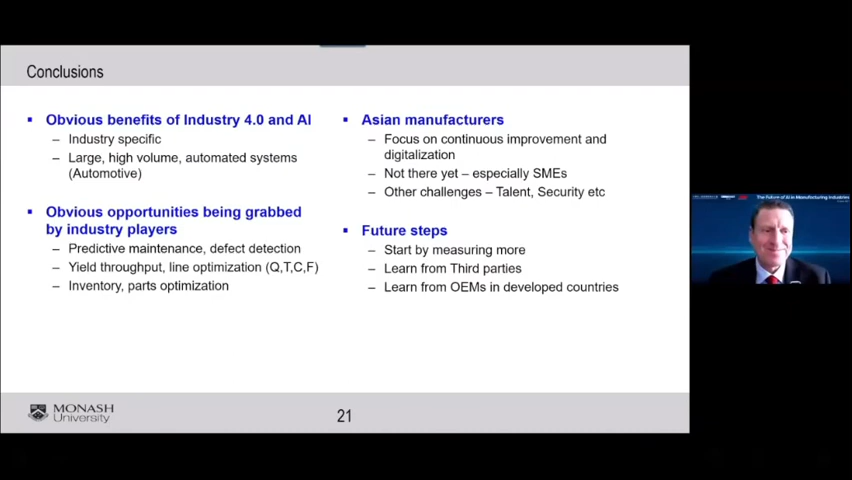 Conclusions
Obvious benefits of Industry 4.0 and AI
– Industry specific
– Large, high volume, automated systems
(Automotive)
Obvious opportunities being grabbed
by industry players
– Predictive maintenance, defect detection
– Yield throughput, line optimization (Q,T,C,F)
– Inventory, parts optimization
Asian manufacturers
– Focus on continuous improvement and
digitalization
– Not there yet – especially SMEs
– Other challenges – Talent, Security etc
Future steps
– Start by measuring more
– Learn from Third parties
– Learn from OEMs in developed countries
MONASH
University
21
The Future of AI in Manufacturing Industries